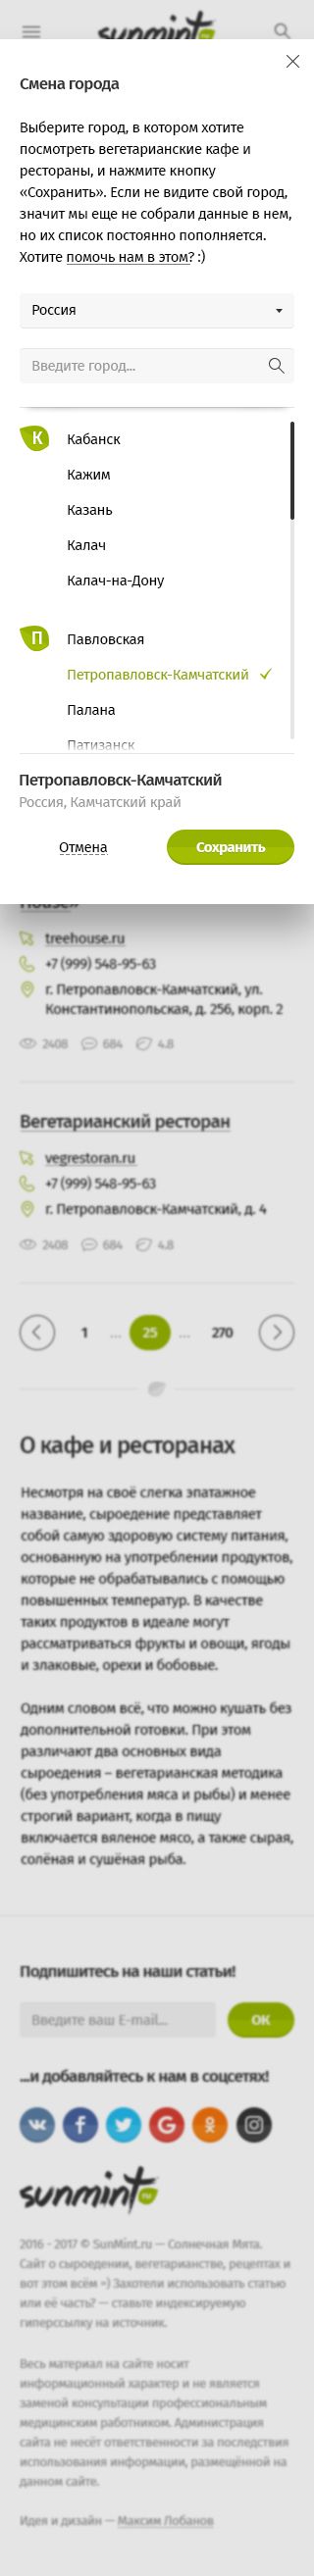 sunmint
Смена города
Выберите город, в котором хотите
посмотреть вегетарианские кафе и
рестораны, и нажмите кнопку
«Сохранить». Если не видите свой город,
значит мы еще не собрали данные в нем,
но их список постоянно пополняется.
Хотите помочь нам в этом? :)
Россия
Введите город...
К
Кабанск
Кажим
Казань
Калач
Калач-на-Дону
П
Павловская
Петропавловск-Камчатский
Палана
Патизанск
Петропавловск-Камчатский
Россия, Камчатский край
Отмена
Сохранить
House»
treehouse.ru
+7 (999) 548-95-63
г. Петропавловск-Камчатский, ул.
Константинопольская, д. 256, корп. 2
2408 684 4.8
Вегетарианский ресторан
vegrestoran.ru
+7 (999) 548-95-63
г. Петропавловск-Камчатский, д. 4
2408 684 4.8
1 ... 25 ... 270
О кафе и ресторанах
Несмотря на своё слегка эпатажное
название, сыроедение представляет
собой самую здоровую систему питания,
основанную на употреблении продуктов,
которые не обрабатывались с помощью
повышенных температур. В качестве
таких продуктов в идеале могут
рассматриваться фрукты и овощи, ягоды
и злаковые, орехи и бобовые.
Одним словом всё, что можно кушать без
дополнительной готовки. При этом
различают два основных вида
сыроедения – вегетарианская методика
(без употребления мяса и рыбы) и менее
строгий вариант, когда в пищу
включается вяленое мясо, а также сырая,
солёная и сушёная рыба.
Подпишитесь на наши статьи!
Введите ваш E-mail...
ОК
...и добавляйтесь к нам в соцсетях!
sunmint ru
2016 - 2017 © SunMint.ru — Солнечная Мята.
Сайт о сыроедении, вегетарианстве, рецептах и
вот этом всём =) Захотели использовать статью
или её часть? — ставьте индексируемую
гиперссылку на источник.
Весь материал на сайте носит
информационный характер и не является
заменой консультации профессиональным
медицинским работником. Администрация
сайта не несёт ответственности за последствия
использования информации, размещённой на
данном сайте.
Идея и дизайн — Максим Лобанов